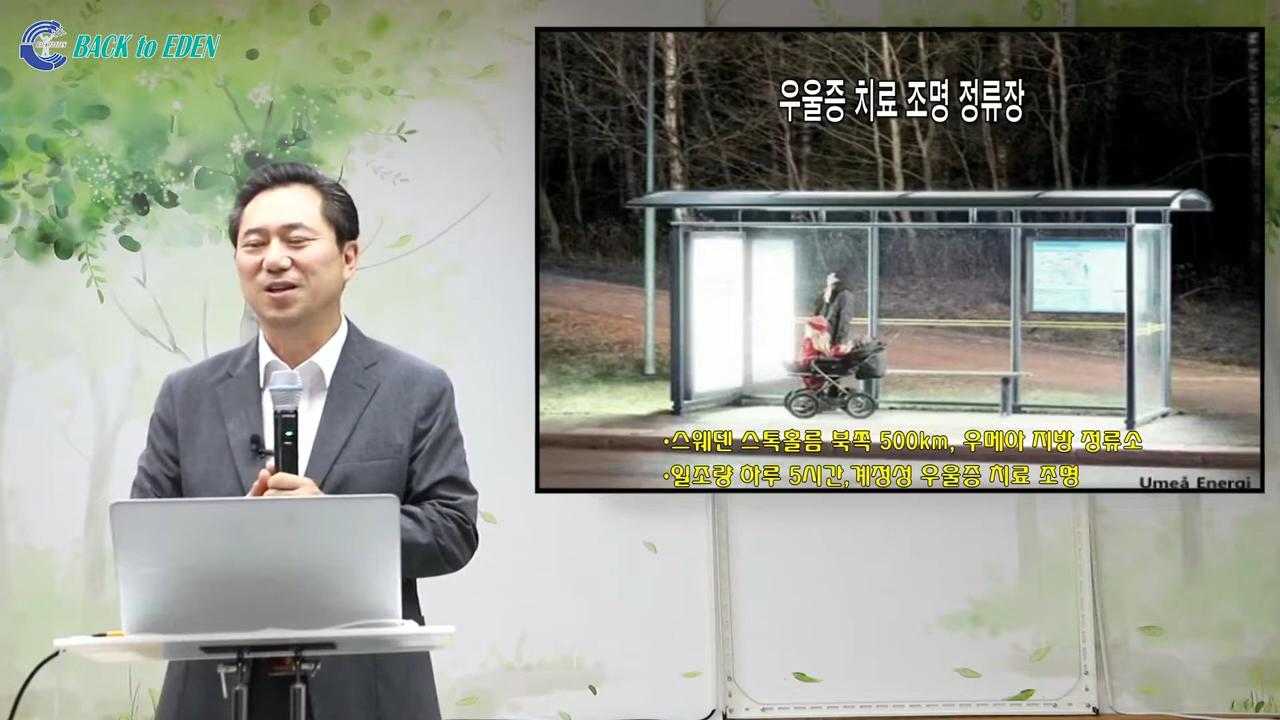 BACK to EDEN
우울증 치료 조명 정류장
•스웨덴 스톡홀름 북쪽 500km, 우메아 지방 정류소
•일조량 하루 5시간,계정성 우울증 치료 조명
Umeå Energi